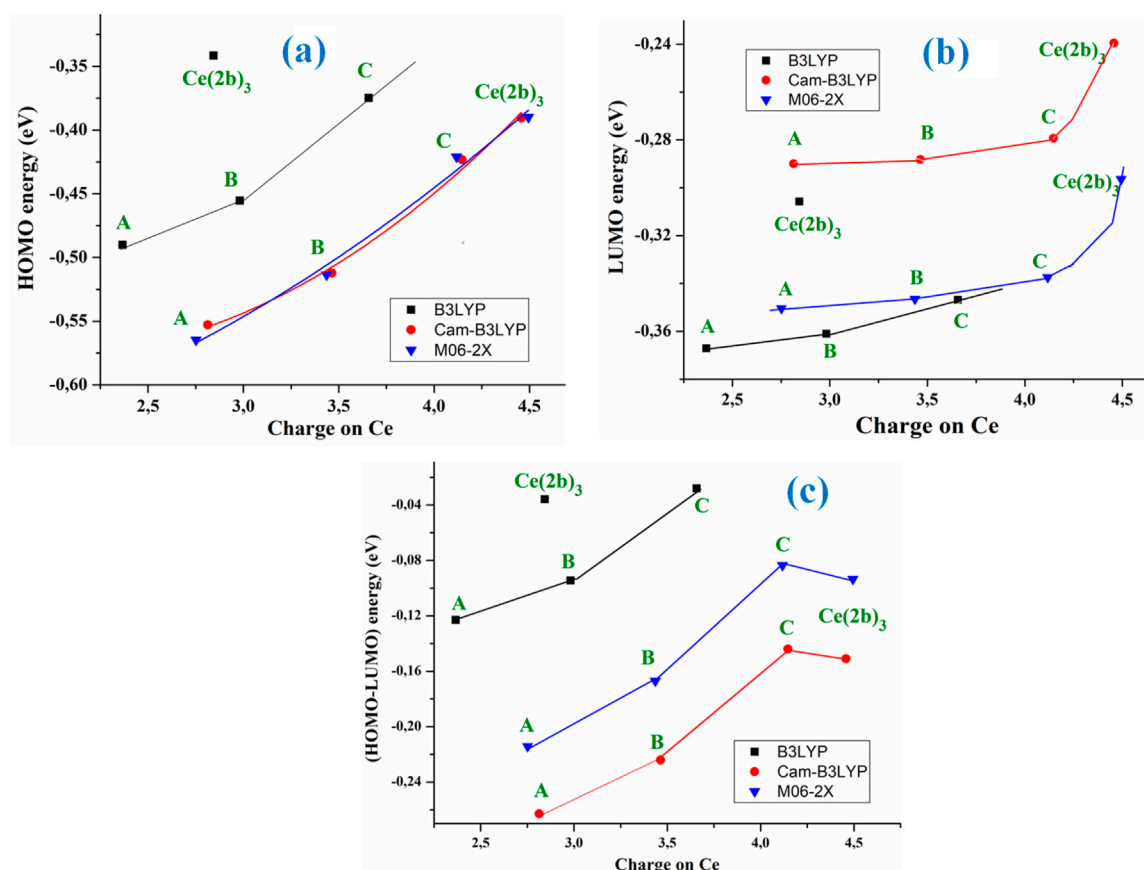 (a)
HOMO energy (eV)
-0,35
-0,40
-0,45
-0,50
-0,55
-0,60
Ce(2b)3
C
Ce(2b)3
B
C
A
B
A
B3LYP
Cam-B3LYP
M06-2X
2,5 3,0 3,5 4,0 4,5
Charge on Ce
(b)
LUMO energy (eV)
-0,24
-0,28
-0,32
-0,36
B3LYP
Cam-B3LYP
M06-2X
Ce(2b)3
A
B
C
Ce(2b)3
Ce(2b)3
A
B
C
A
B
C
2,5 3,0 3,5 4,0 4,5
Charge on Ce
(c)
(HOMO-LUMO) energy (eV)
-0,04
-0,08
-0,12
-0,16
-0,20
-0,24
Ce(2b)3
C
B
A
C
Ce(2b)3
B
C
A
B
A
B3LYP
Cam-B3LYP
M06-2X
2,5 3,0 3,5 4,0 4,5
Charge on Ce